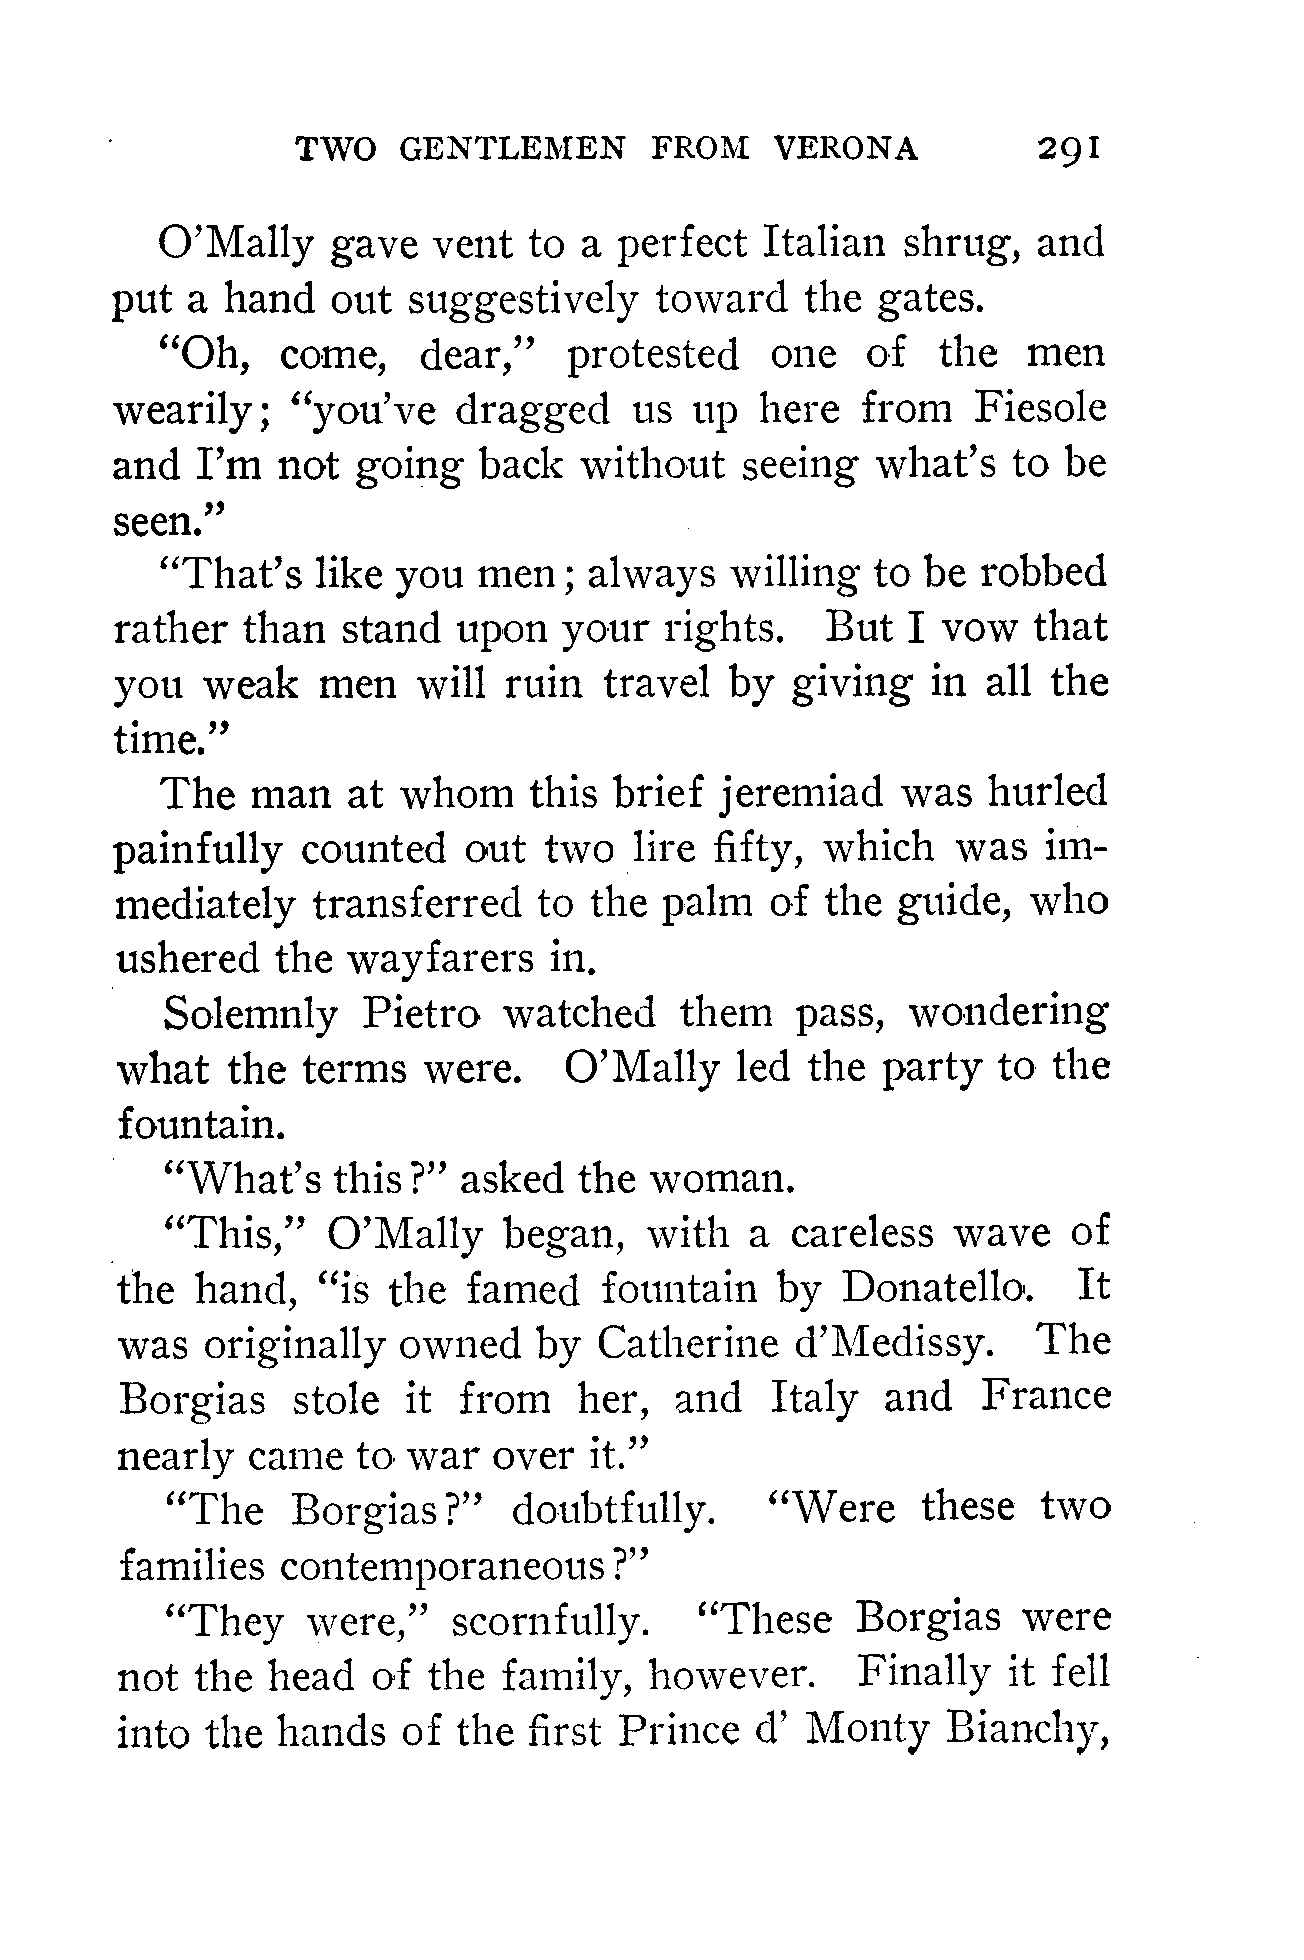 TWO GENTLEMEN FROM VERONA 291
O'Mally gave vent to a perfect Italian shrug, and
put a hand out suggestively toward the gates.
"Oh, come, dear," protested one of the men
wearily; "you've dragged us up here from Fiesole
and I'm not going back without seeing what's to be
seen."
"That's like you men; always willing to be robbed
rather than stand upon your rights. But I vow that
you weak men will ruin travel by giving in all the
time."
The man at whom this brief jeremiad was hurled
painfully counted out two lire fifty, which was im-
mediately transferred to the palm of the guide, who
ushered the wayfarers in.
Solemnly Pietro watched them pass, wondering
what the terms were. O'Mally led the party to the
fountain.
"What's this?" asked the woman.
"This," O'Mally began, with a careless wave of
the hand, "is the famed fountain by Donatello. It
was originally owned by Catherine d'Medissy. The
Borgias stole it from her, and Italy and France
nearly came to war over it."
"The Borgias?" doubtfully. "Were these two
families contemporaneous?"
"They were," scornfully. "These Borgias were
not the head of the family, however. Finally it fell
into the hands of the first Prince d' Monty Bianchy,